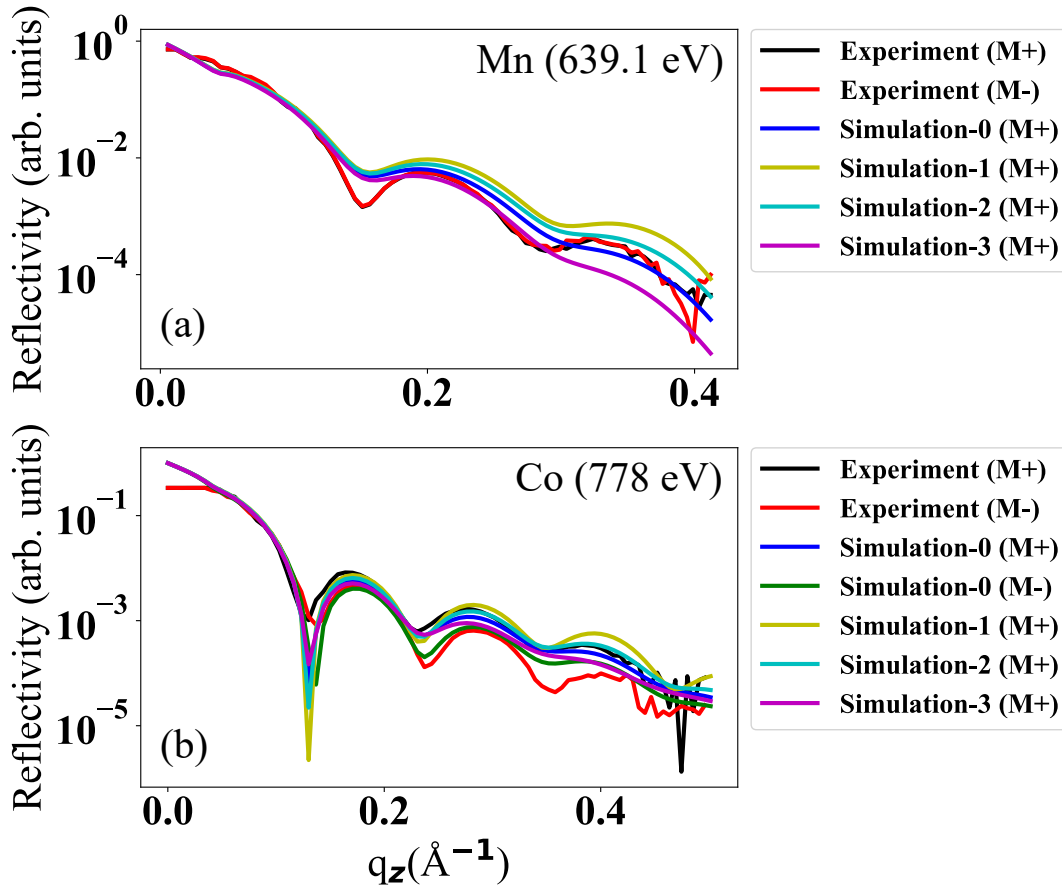 Reflectivity (arb. units)
10^0
10^-2
10^-4
Mn (639.1 eV)
(a)
0.0 0.2 0.4
Experiment (M+)
Experiment (M-)
Simulation-0 (M+)
Simulation-1 (M+)
Simulation-2 (M+)
Simulation-3 (M+)
Reflectivity (arb. units)
10^-1
10^-3
10^-5
Co (778 eV)
(b)
0.0 0.2 0.4
q_z(Å^-1)
Experiment (M+)
Experiment (M-)
Simulation-0 (M+)
Simulation-0 (M-)
Simulation-1 (M+)
Simulation-2 (M+)
Simulation-3 (M+)